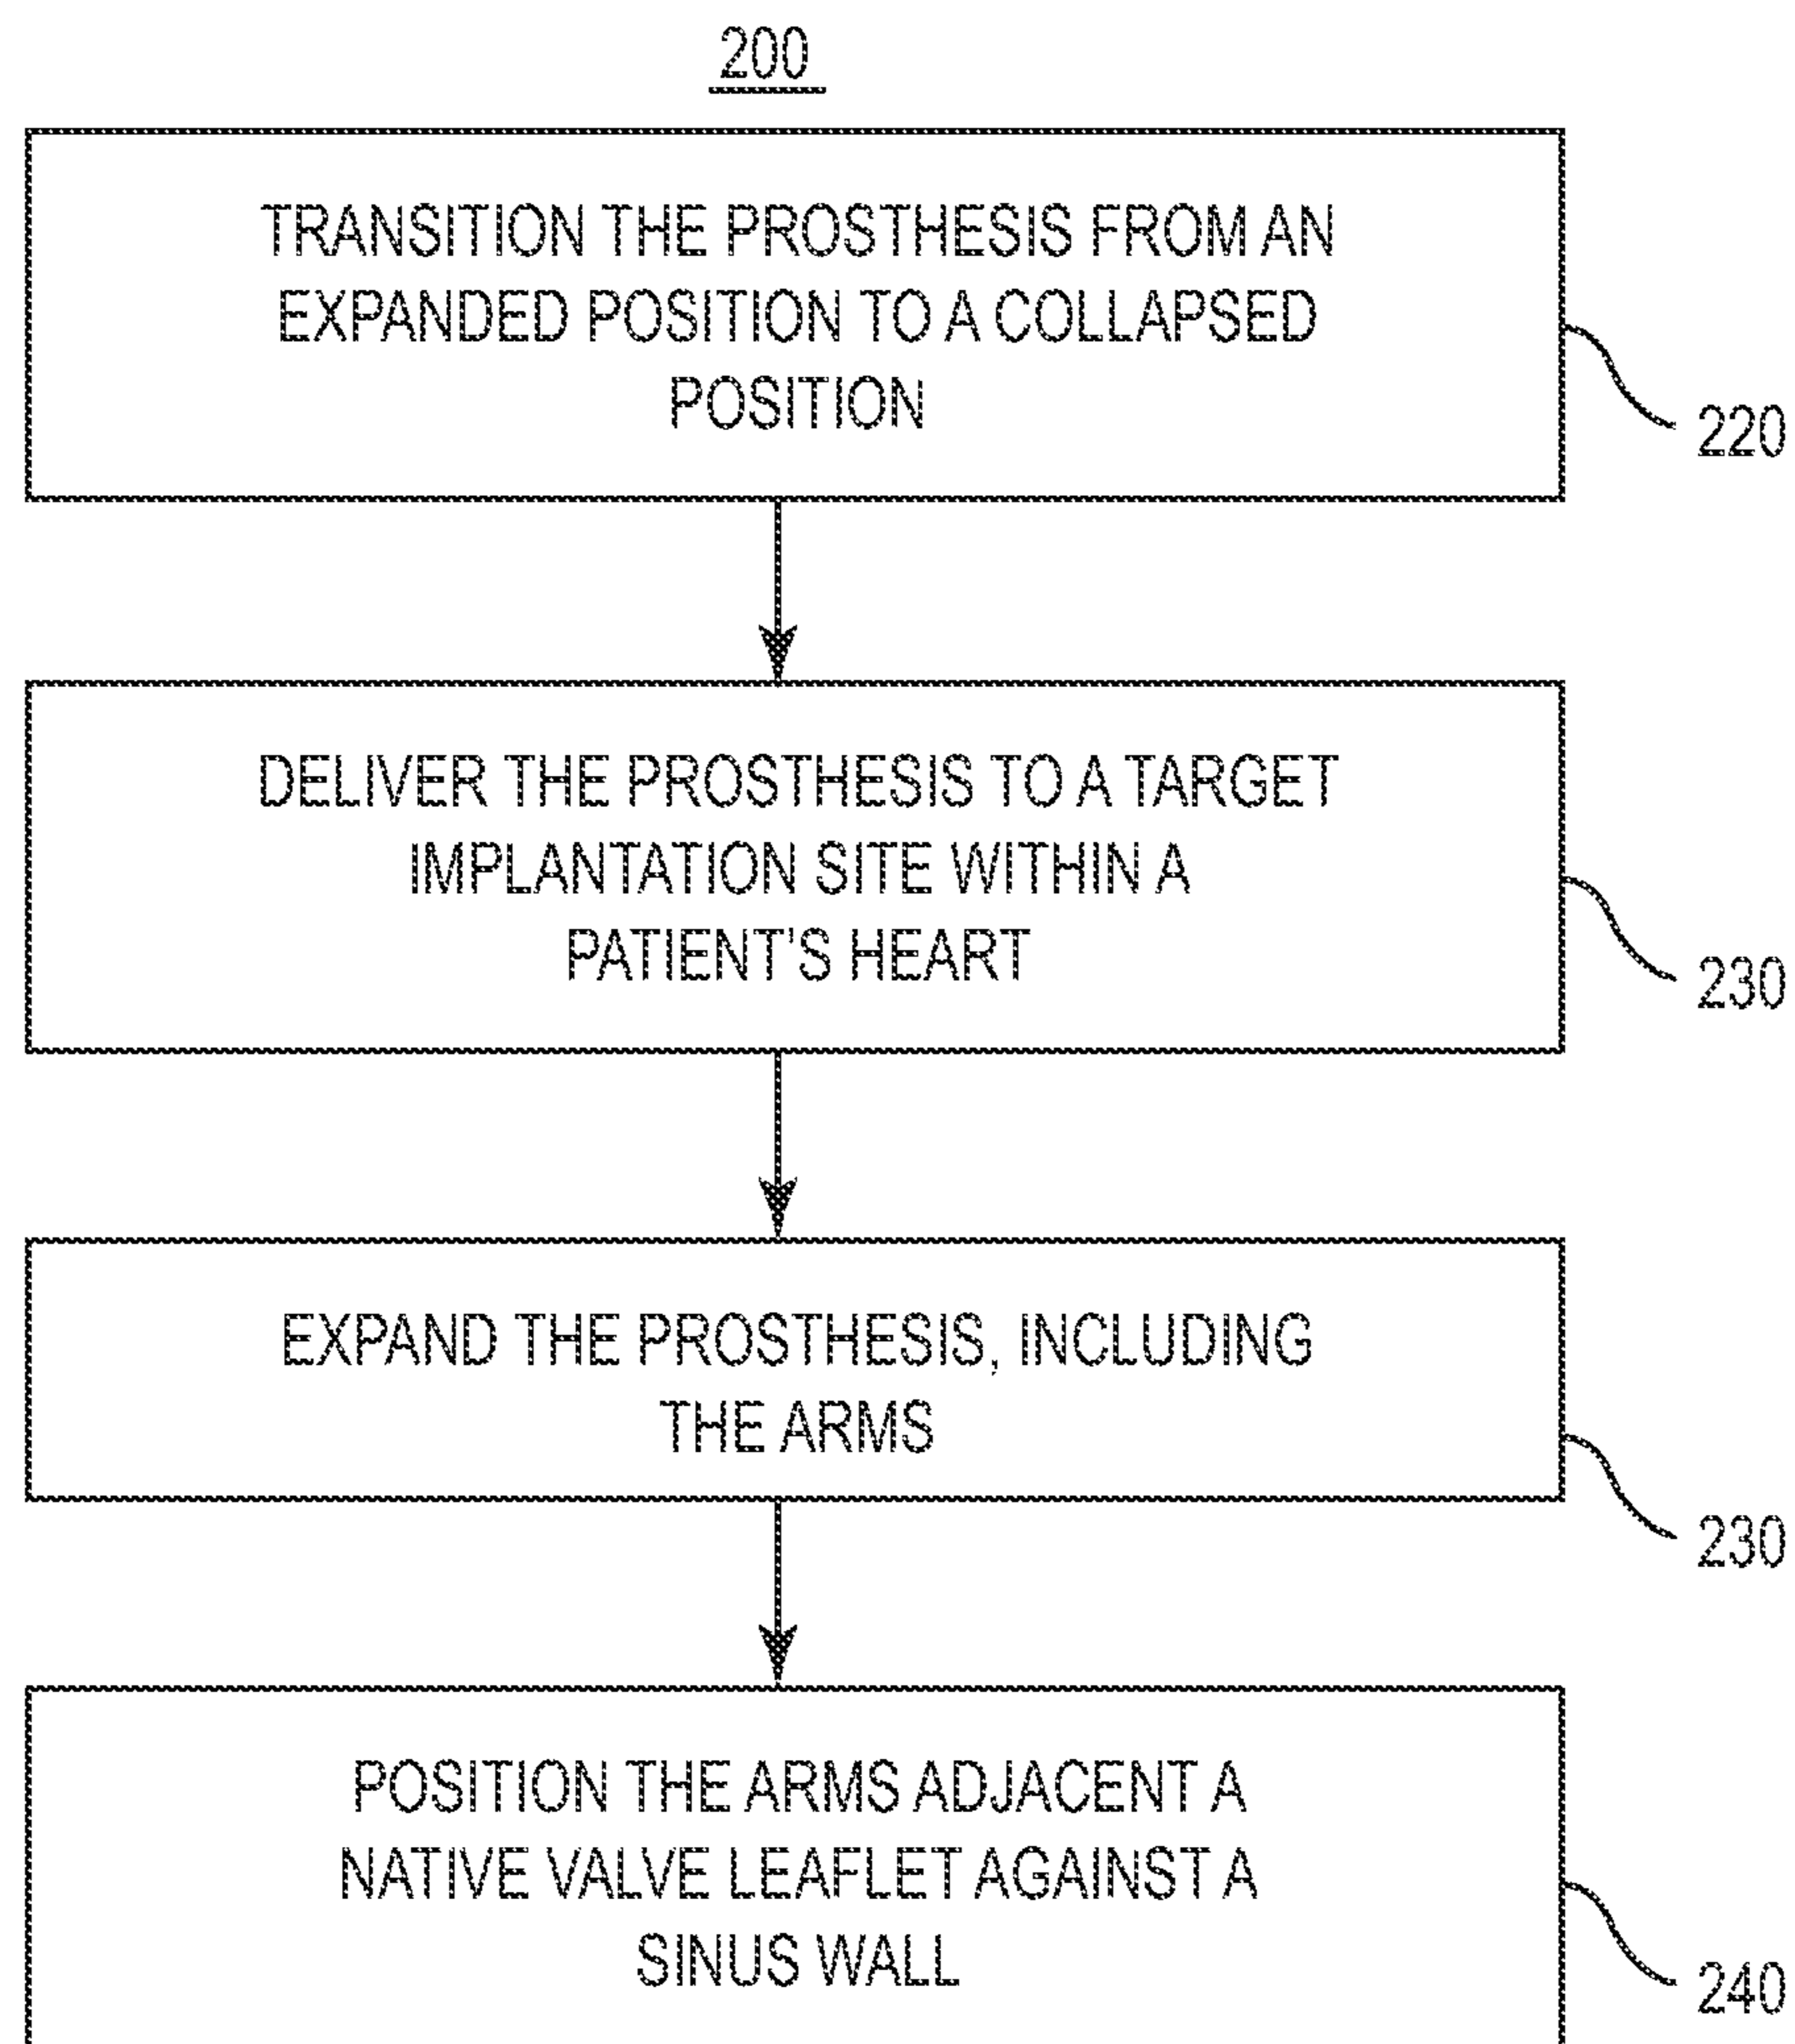 200
TRANSITION THE PROSTHESIS FROM AN
EXPANDED POSITION TO A COLLAPSED
POSITION
220
DELIVER THE PROSTHESIS TO A TARGET
IMPLANTATION SITE WITHIN A
PATIENT'S HEART
230
EXPAND THE PROSTHESIS, INCLUDING
THE ARMS
230
POSITION THE ARMS ADJACENT A
NATIVE VALVE LEAFLET AGAINST A
SINUS WALL
240